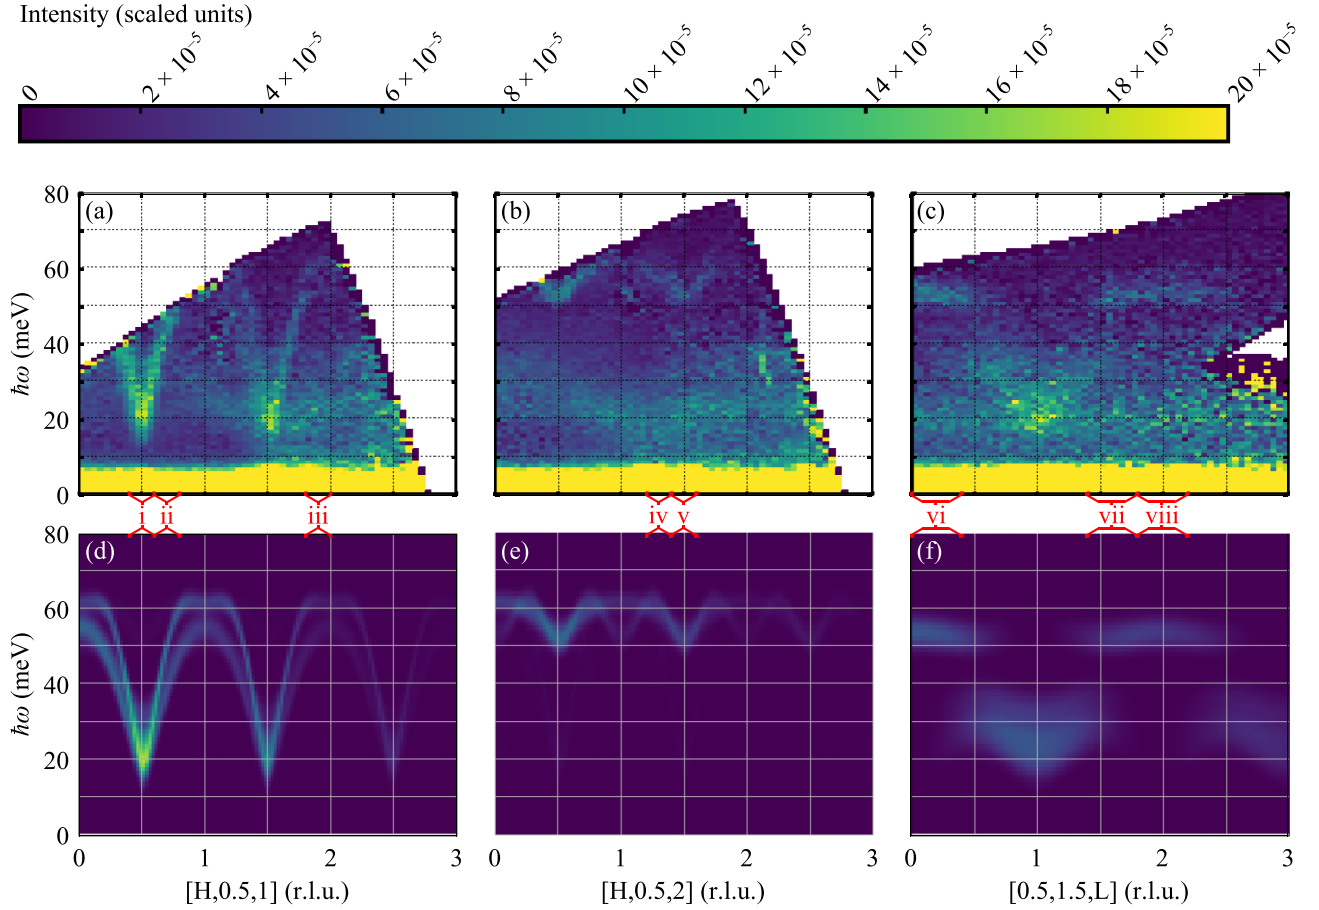 Intensity (scaled units)
0 2 × 10⁻⁵ 4 × 10⁻⁵ 6 × 10⁻⁵ 8 × 10⁻⁵ 10 × 10⁻⁵ 12 × 10⁻⁵ 14 × 10⁻⁵ 16 × 10⁻⁵ 18 × 10⁻⁵ 20 × 10⁻⁵
(a) (b) (c)
80
60
40
20
0
ħω (meV)
i ii iii iv v vi vii viii
(d) (e) (f)
80
60
40
20
0
ħω (meV)
0 1 2 3 0 1 2 3 0 1 2 3
[H,0.5,1] (r.l.u.) [H,0.5,2] (r.l.u.) [0.5,1.5,L] (r.l.u.)